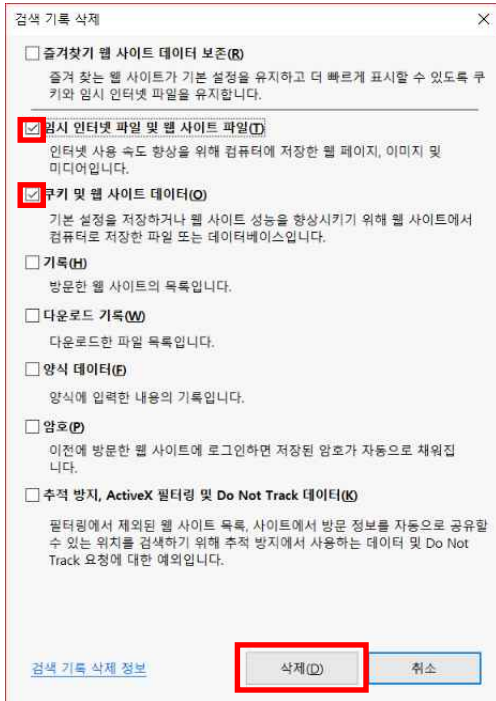 검색 기록 삭제
즐겨찾기 웹 사이트 데이터 보존(R)
즐겨 찾는 웹 사이트가 기본 설정을 유지하고 더 빠르게 표시할 수 있도록 쿠
키와 임시 인터넷 파일을 유지합니다.
임시 인터넷 파일 및 웹 사이트 파일(T)
인터넷 사용 속도 향상을 위해 컴퓨터에 저장한 웹 페이지, 이미지 및
미디어입니다.
쿠키 및 웹 사이트 데이터(O)
기본 설정을 저장하거나 웹 사이트 성능을 향상시키기 위해 웹 사이트에서
컴퓨터로 저장한 파일 또는 데이터베이스입니다.
기록(H)
방문한 웹 사이트의 목록입니다.
다운로드 기록(W)
다운로드한 파일 목록입니다.
양식 데이터(F)
양식에 입력한 내용의 기록입니다.
암호(P)
이전에 방문한 웹 사이트에 로그인하면 저장된 암호가 자동으로 채워집
니다.
추적 방지, ActiveX 필터링 및 Do Not Track 데이터(K)
필터링에서 제외된 웹 사이트 목록, 사이트에서 방문 정보를 자동으로 공유할
수 있는 위치를 검색하기 위해 추적 방지에서 사용하는 데이터 및 Do Not
Track 요청에 대한 예외입니다.
검색 기록 삭제 정보
삭제(D)
취소